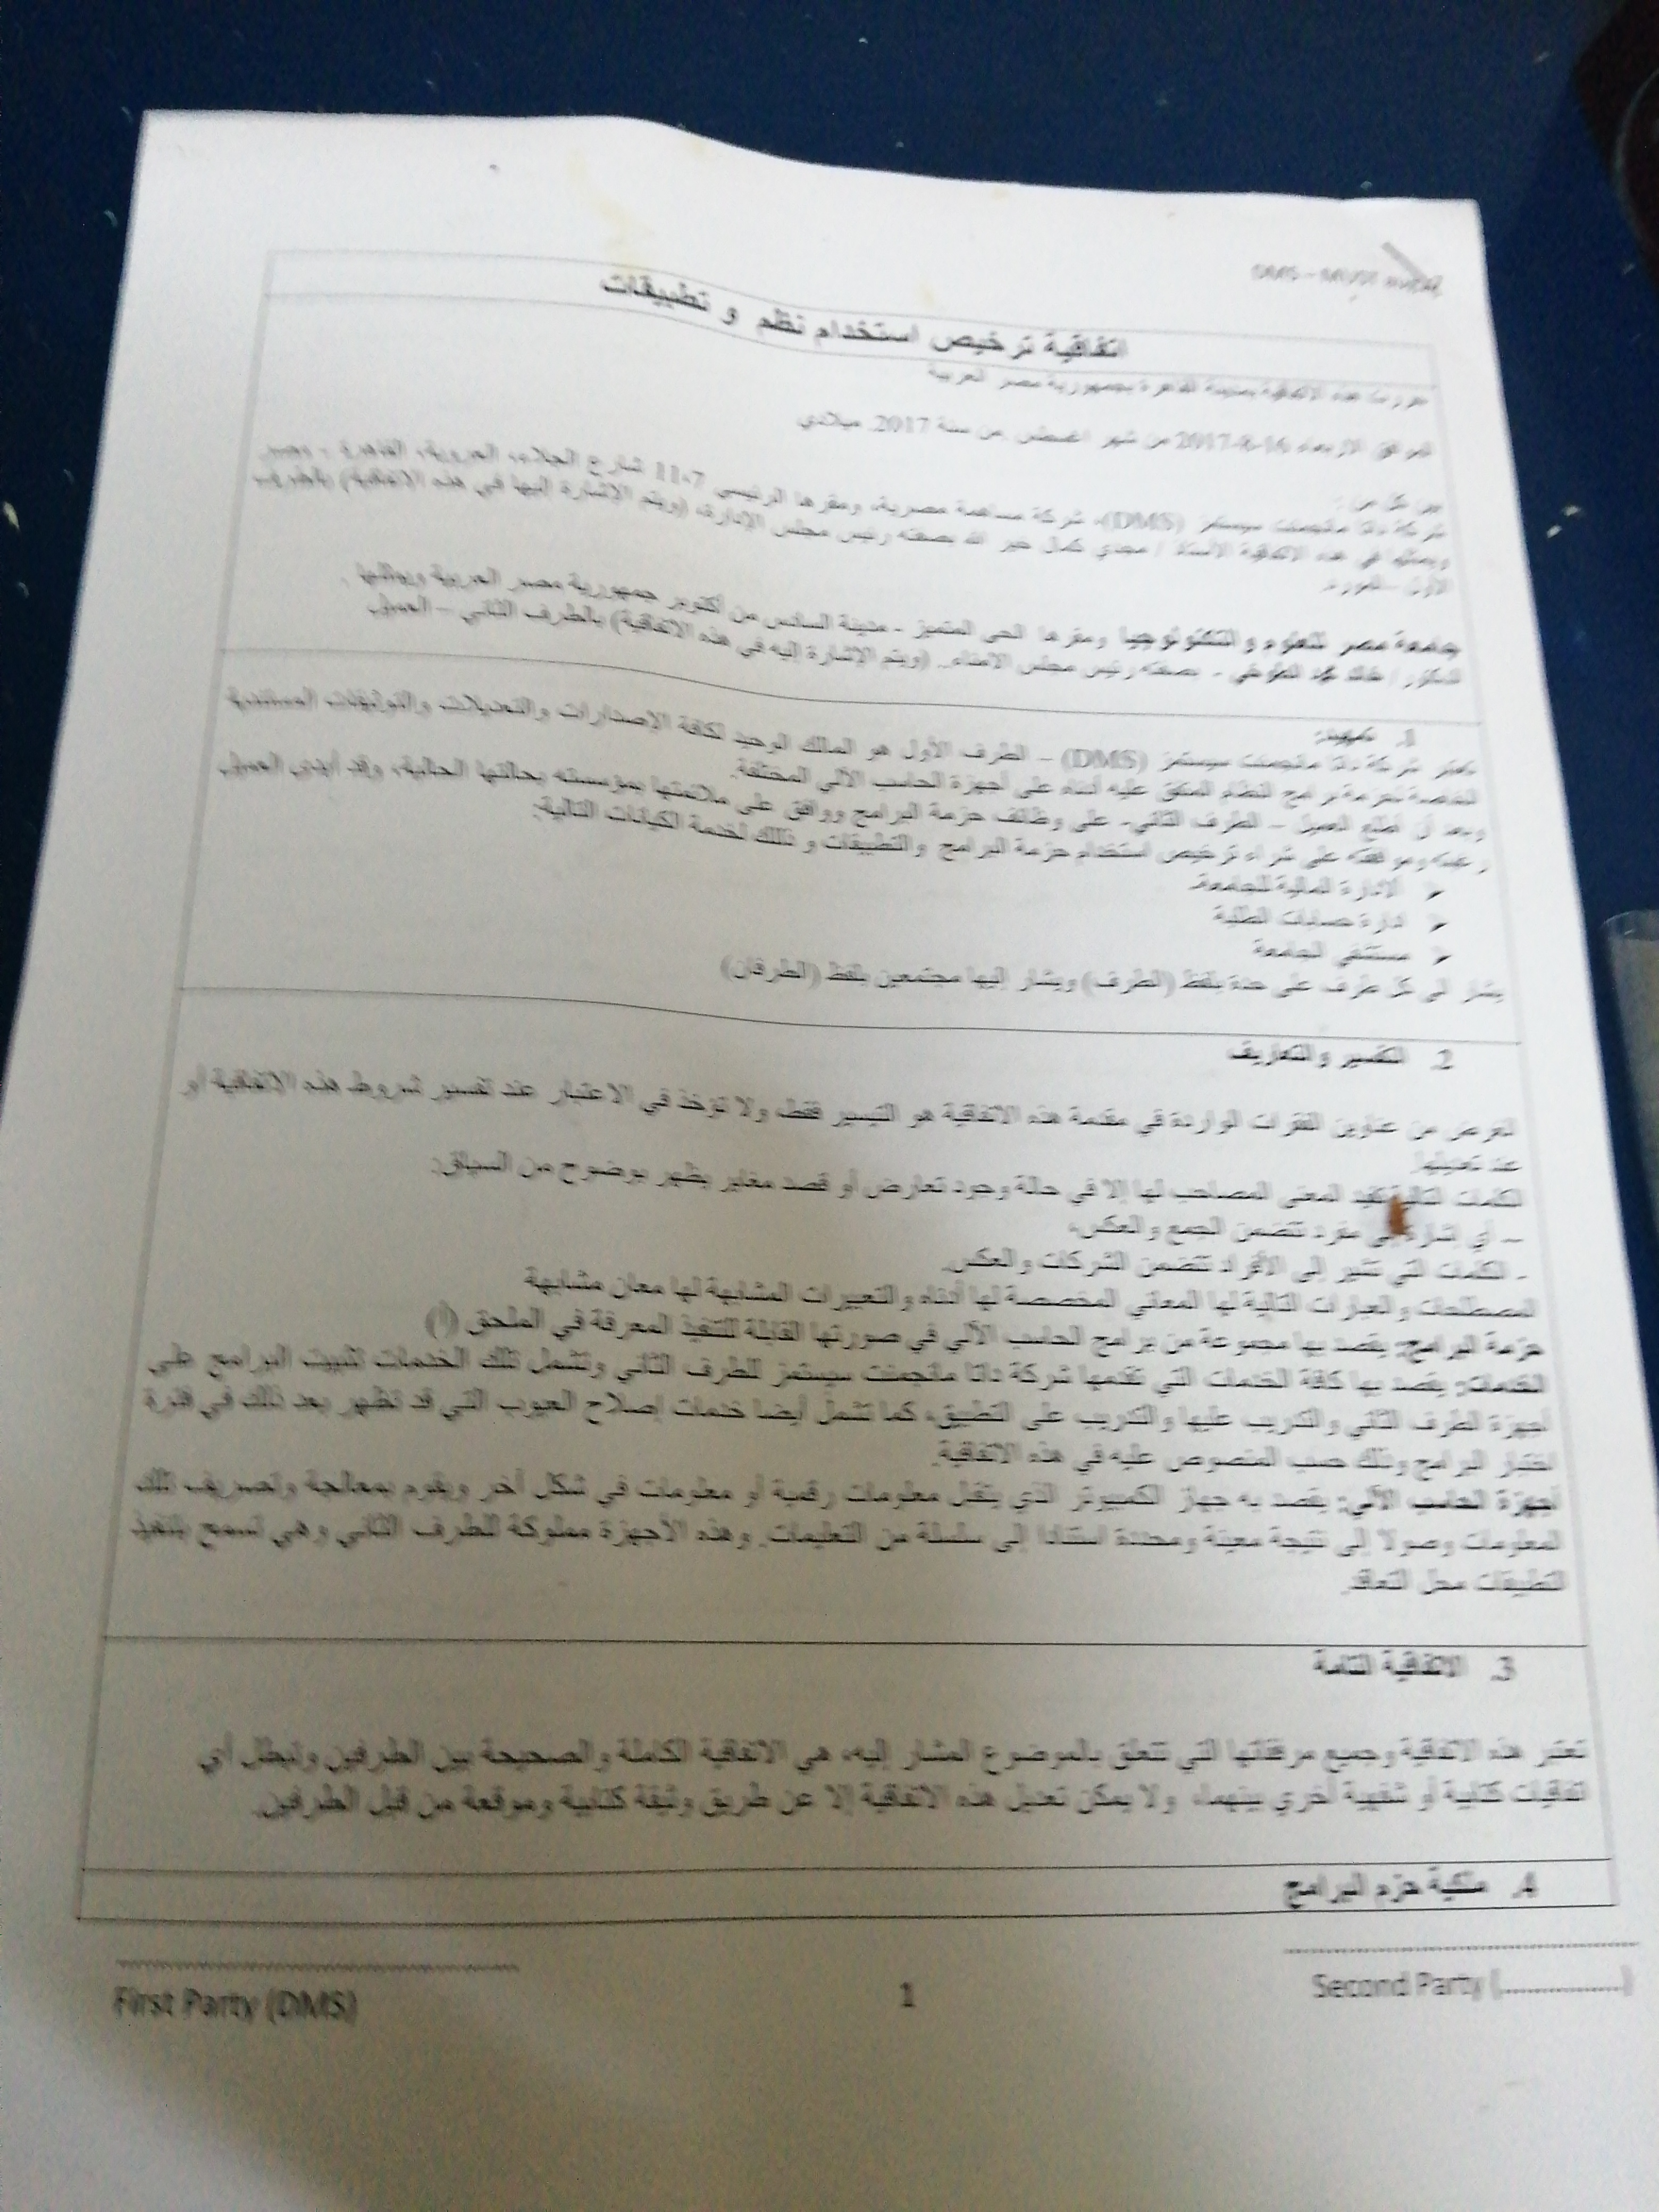 اتفاقية ترخيص استخدام نظم و تطبيقات
حررت هذه الاتفاقية بمدينة القاهرة بجمهورية مصر العربية
الموافق الاربعاء 16-8-2017 من شهر اغسطس من سنة 2017 ميلادي
بين كل من :
شركة داتا مانجمنت سيستمز (DMS)، شركة مساهمة مصرية، ومقرها الرئيسي 7، 11 شارع الجلاء، القاهرة - مصر
ويمثلها في هذه الاتفاقية الأستاذ / مجدي كمال خير الله بصفته رئيس مجلس الإدارة، (ويتم الإشارة إليها في هذه الاتفاقية) بالطرف
الأول – المورد
جامعة مصر للعلوم و التكنولوجيا ومقرها الحى المتميز - مدينة السادس من أكتوبر جمهورية مصر العربية ويمثلها
الدكتور / خالد محمد الطوخي - بصفته رئيس مجلس الأمناء.. (ويتم الإشارة إليه في هذه الاتفاقية) بالطرف الثاني – العميل
1. تمهيد:
تعتبر شركة داتا مانجمنت سيستمز (DMS) – الطرف الأول هو المالك الوحيد لكافة الإصدارات والتعديلات والتوثيقات المستندية
الخاصة بحزمة برامج النظام المتفق عليه أدناه على أجهزة الحاسب الآلي المختلفة.
وبعد أن اطلع العميل – الطرف الثاني- على وظائف حزمة البرامج ووافق على ملائمتها بمؤسسته بحالتها الحالية، وقد أبدى العميل
رغبته وموافقته على شراء ترخيص استخدام حزمة البرامج والتطبيقات و ذلك لخدمة الكيانات التالية:
➢ الادارة المالية للجامعة
➢ ادارة حسابات الطلبة
➢ مستشفى الجامعة
يشار الى كل طرف على حدة بلفظ (الطرف) ويشار إليها مجتمعين بلفظ (الطرفان)
2. التفسير والتعاريف
الغرض من عناوين الفقرات الواردة في مقدمة هذه الاتفاقية هو التيسير فقط، ولا تؤخذ في الاعتبار عند تفسير شروط هذه الاتفاقية أو
عند تعديلها
الكلمات التالية تفيد المعنى المصاحب لها إلا في حالة وجود تعارض أو قصد مغاير يظهر بوضوح من السياق:
– أي إشارة إلى مفرد تتضمن الجمع والعكس،
- الكلمات التي تشير إلى الأفراد تتضمن الشركات والعكس.
المصطلحات والعبارات التالية لها المعاني المخصصة لها أدناه والتعبيرات المشابهة لها معان مشابهة
حزمة البرامج: يقصد بها مجموعة من برامج الحاسب الآلي في صورتها القابلة للتنفيذ المعرفة في الملحق (أ)
الخدمات: يقصد بها كافة الخدمات التي تقدمها شركة داتا مانجمنت سيستمز للطرف الثاني وتشمل تلك الخدمات تثبيت البرامج على
أجهزة الطرف الثاني والتدريب عليها والتدريب على التطبيق، كما تشمل أيضا خدمات إصلاح العيوب التي قد تظهر بعد ذلك في فترة
اختبار البرامج وذلك حسب المنصوص عليه في هذه الاتفاقية.
أجهزة الحاسب الآلي: يقصد به جهاز الكمبيوتر الذي ينقل معلومات رقمية أو معلومات في شكل آخر ويقوم بمعالجة وتصريف تلك
المعلومات وصولا إلى نتيجة معينة ومحددة استنادا إلى سلسلة من التعليمات. وهذه الأجهزة مملوكة للطرف الثاني وهي تسمح بتنفيذ
التطبيقات محل التعاقد
3. الاتفاقية التامة
تعتبر هذه الاتفاقية وجميع مرفقاتها التي تتعلق بالموضوع المشار إليه، هي الاتفاقية الكاملة والصحيحة بين الطرفين وتبطل أي
اتفاقيات كتابية أو شفهية أخري بينهما، ولا يمكن تعديل هذه الاتفاقية إلا عن طريق وثيقة كتابية وموقعة من قبل الطرفين.
4. ملكية حزم البرامج
First Party (DMS)
1
Second Party (..................)